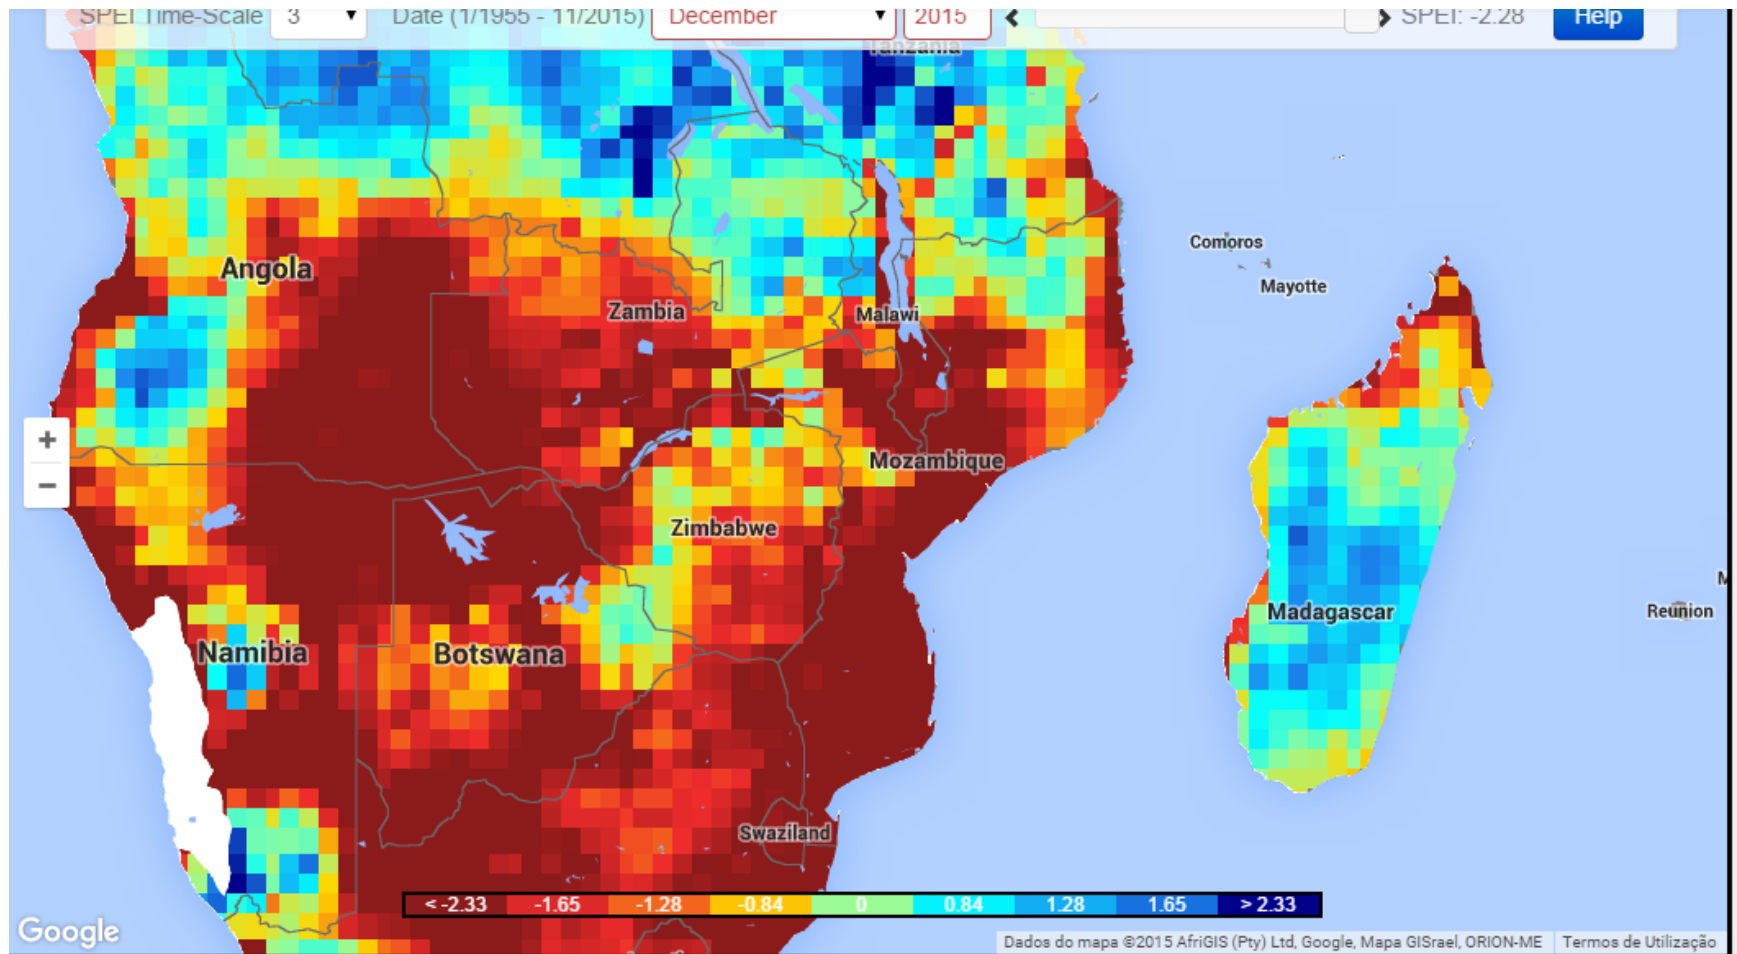 SPEI Time-Scale 3 Date (1/1955 - 11/2015) December 2015 SPEI: -2.28 Help
Tanzania
Comoros
Angola
Mayotte
Zambia
Malawi
+
Mozambique
−
Zimbabwe
M
Madagascar
Reunion
Namibia
Botswana
Swaziland
< -2.33 -1.65 -1.28 -0.84 0 0.84 1.28 1.65 > 2.33
Google
Dados do mapa ©2015 AfriGIS (Pty) Ltd, Google, Mapa GISrael, ORION-ME Termos de Utilização